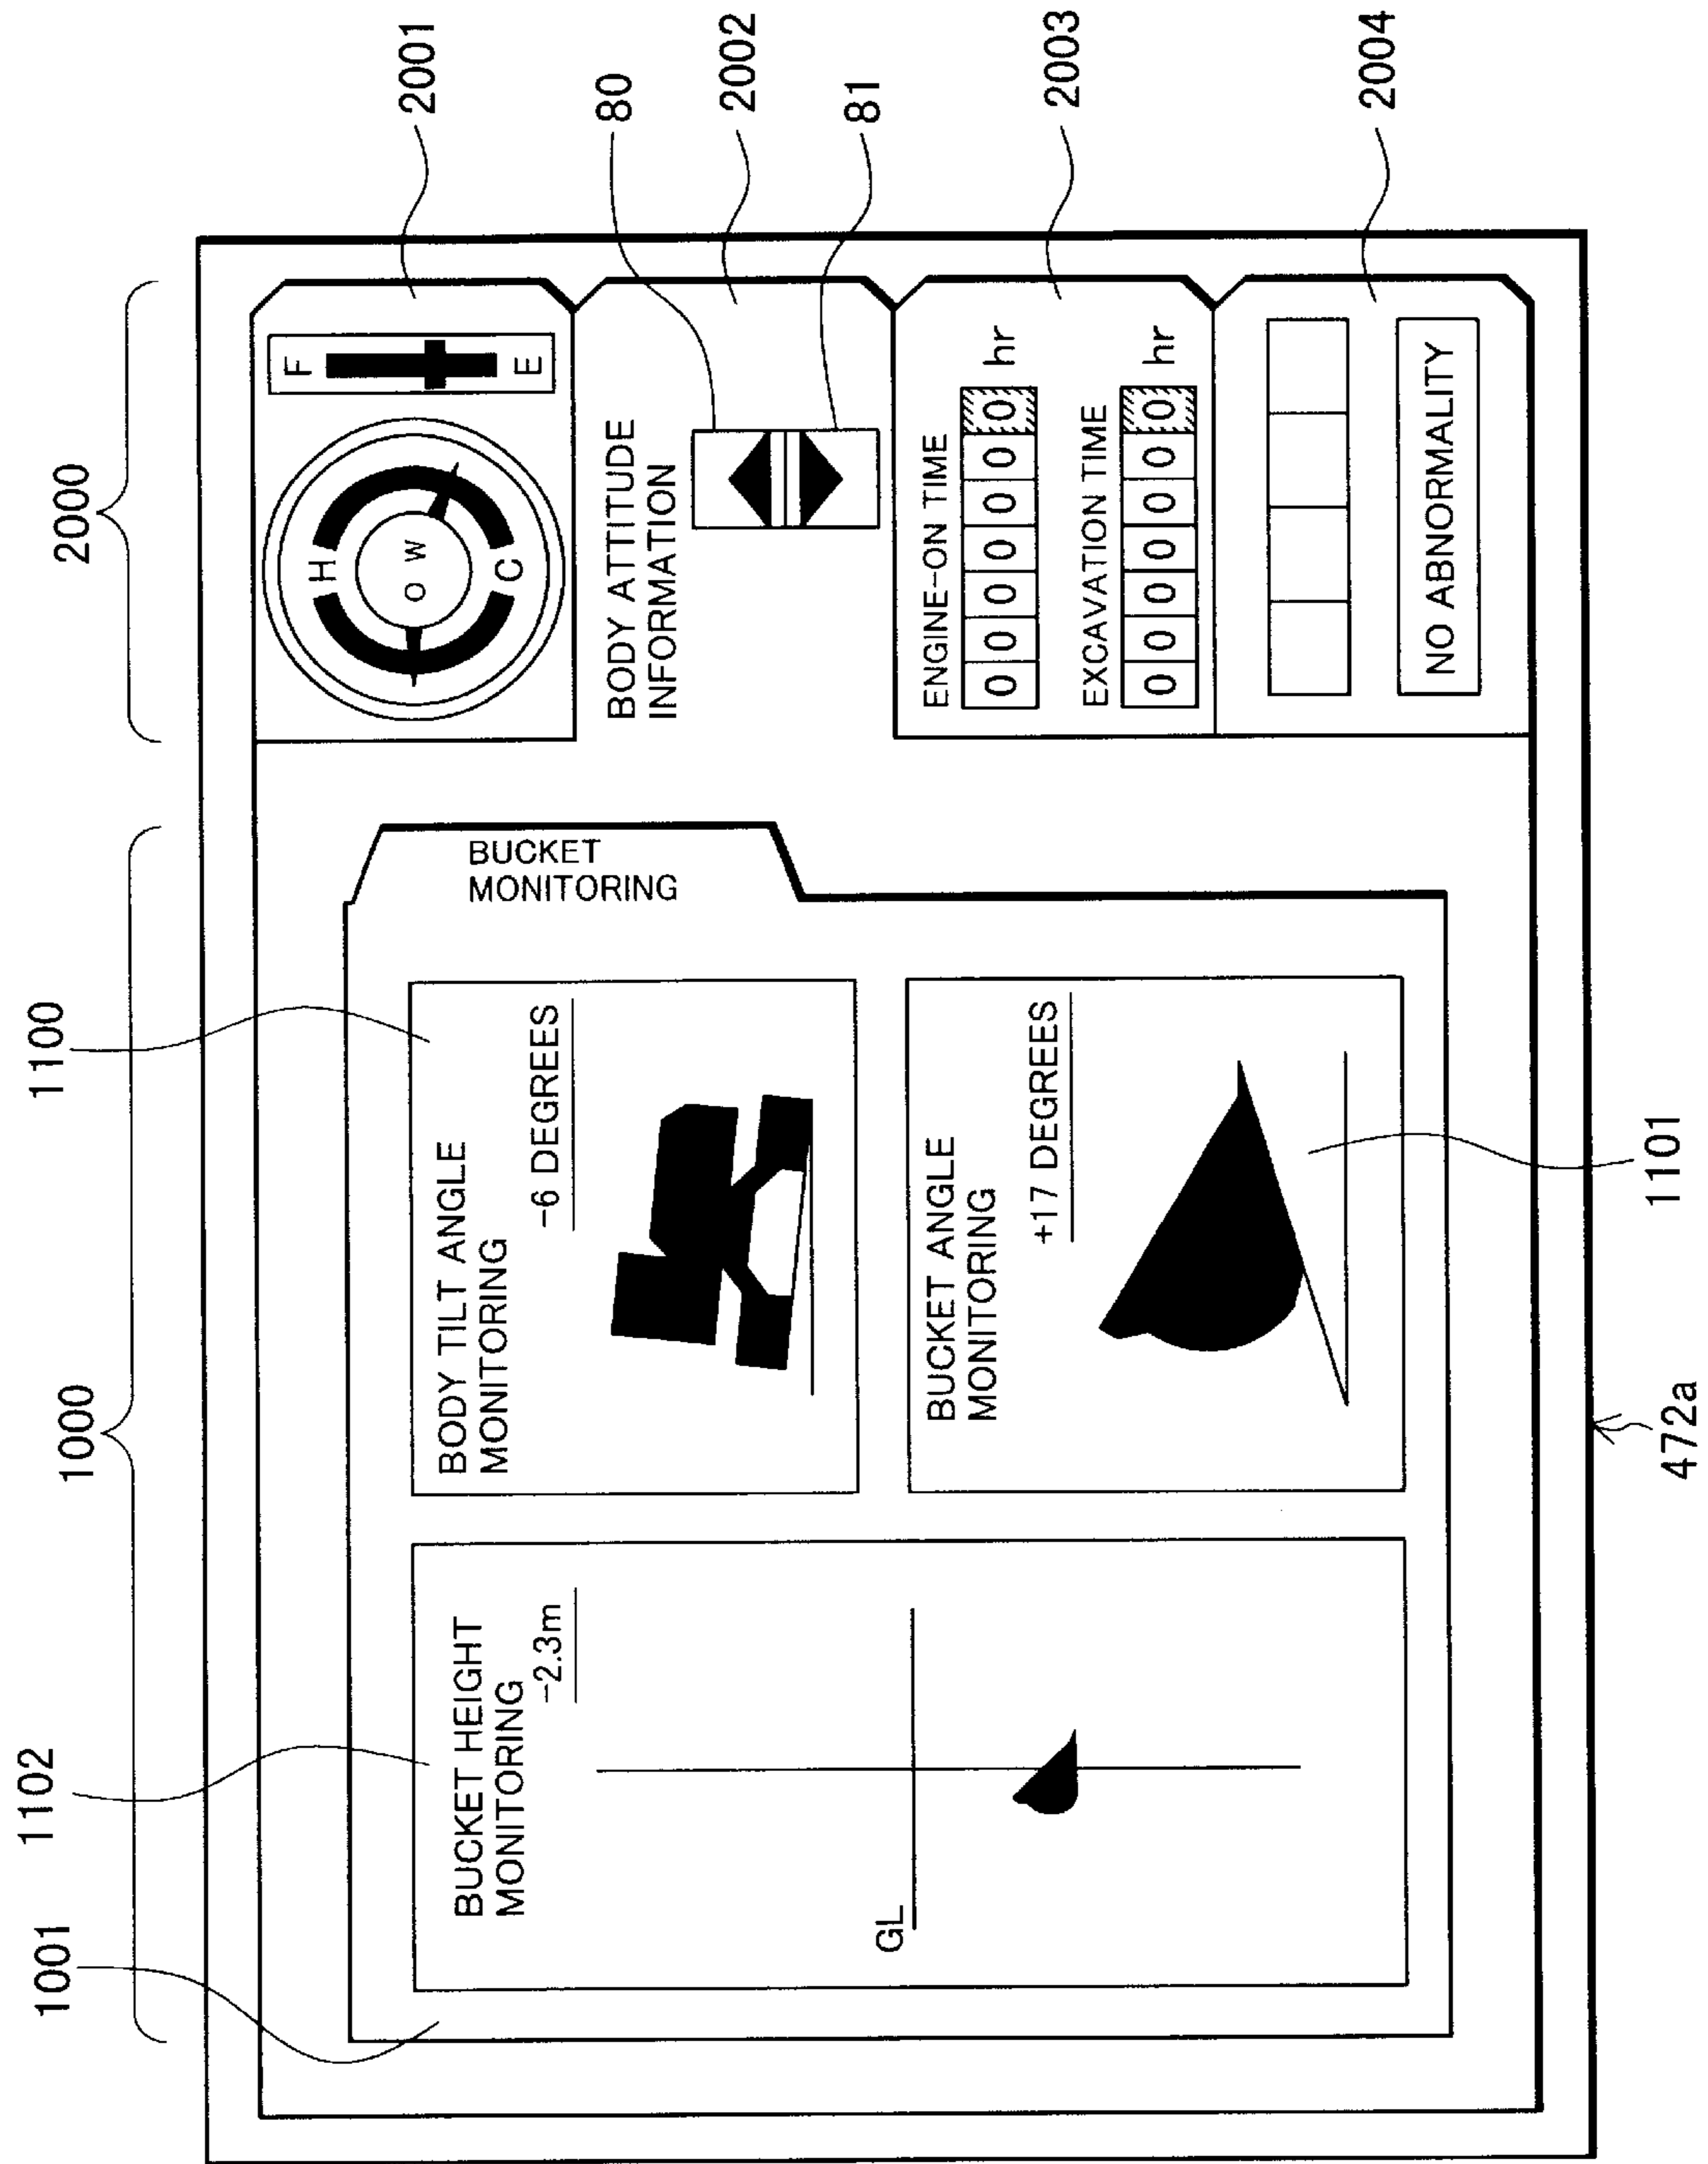 1000
2000
1001
1102
1100
BUCKET HEIGHT
MONITORING
-2.3m
GL
BODY TILT ANGLE
MONITORING
-6 DEGREES
BUCKET ANGLE
MONITORING
+17 DEGREES
BUCKET
MONITORING
H
O W
C
F
E
BODY ATTITUDE
INFORMATION
ENGINE-ON TIME
0 0 0 0 0 0 0 hr
EXCAVATION TIME
0 0 0 0 0 0 0 hr
NO ABNORMALITY
2001
80
2002
81
2003
2004
472a
1101